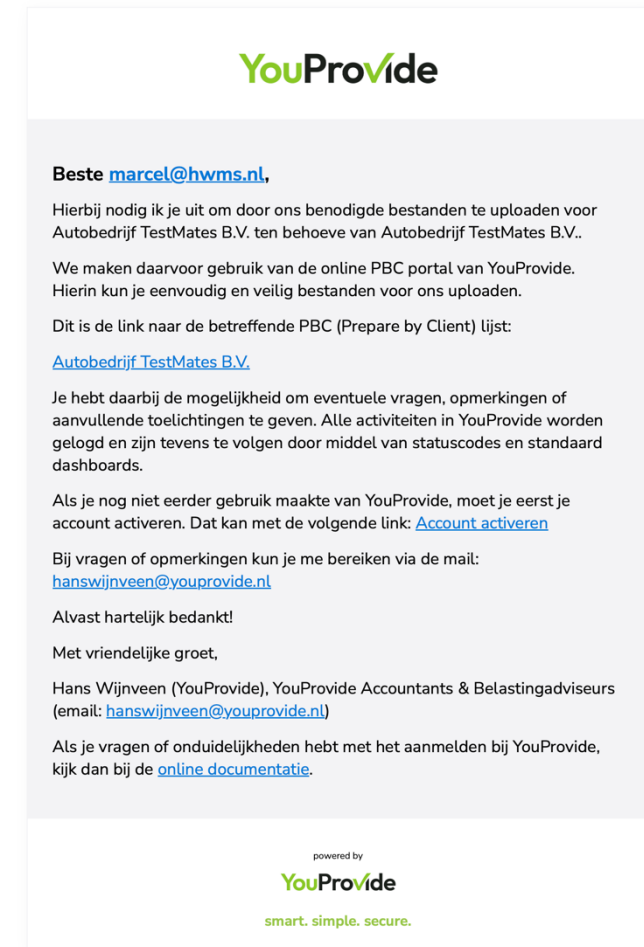 YouProvide
Beste marcel@hwms.nl,
Hierbij nodig ik je uit om door ons benodigde bestanden te uploaden voor
Autobedrijf TestMates B.V. ten behoeve van Autobedrijf TestMates B.V..
We maken daarvoor gebruik van de online PBC portal van YouProvide.
Hierin kun je eenvoudig en veilig bestanden voor ons uploaden.
Dit is de link naar de betreffende PBC (Prepare by Client) lijst:
Autobedrijf TestMates B.V.
Je hebt daarbij de mogelijkheid om eventuele vragen, opmerkingen of
aanvullende toelichtingen te geven. Alle activiteiten in YouProvide worden
gelogd en zijn tevens te volgen door middel van statuscodes en standaard
dashboards.
Als je nog niet eerder gebruik maakte van YouProvide, moet je eerst je
account activeren. Dat kan met de volgende link: Account activeren
Bij vragen of opmerkingen kun je me bereiken via de mail:
hanswijnveen@youprovide.nl
Alvast hartelijk bedankt!
Met vriendelijke groet,
Hans Wijnveen (YouProvide), YouProvide Accountants & Belastingadviseurs
(email: hanswijnveen@youprovide.nl)
Als je vragen of onduidelijkheden hebt met het aanmelden bij YouProvide,
kijk dan bij de online documentatie.
powered by
YouProvide
smart. simple. secure.